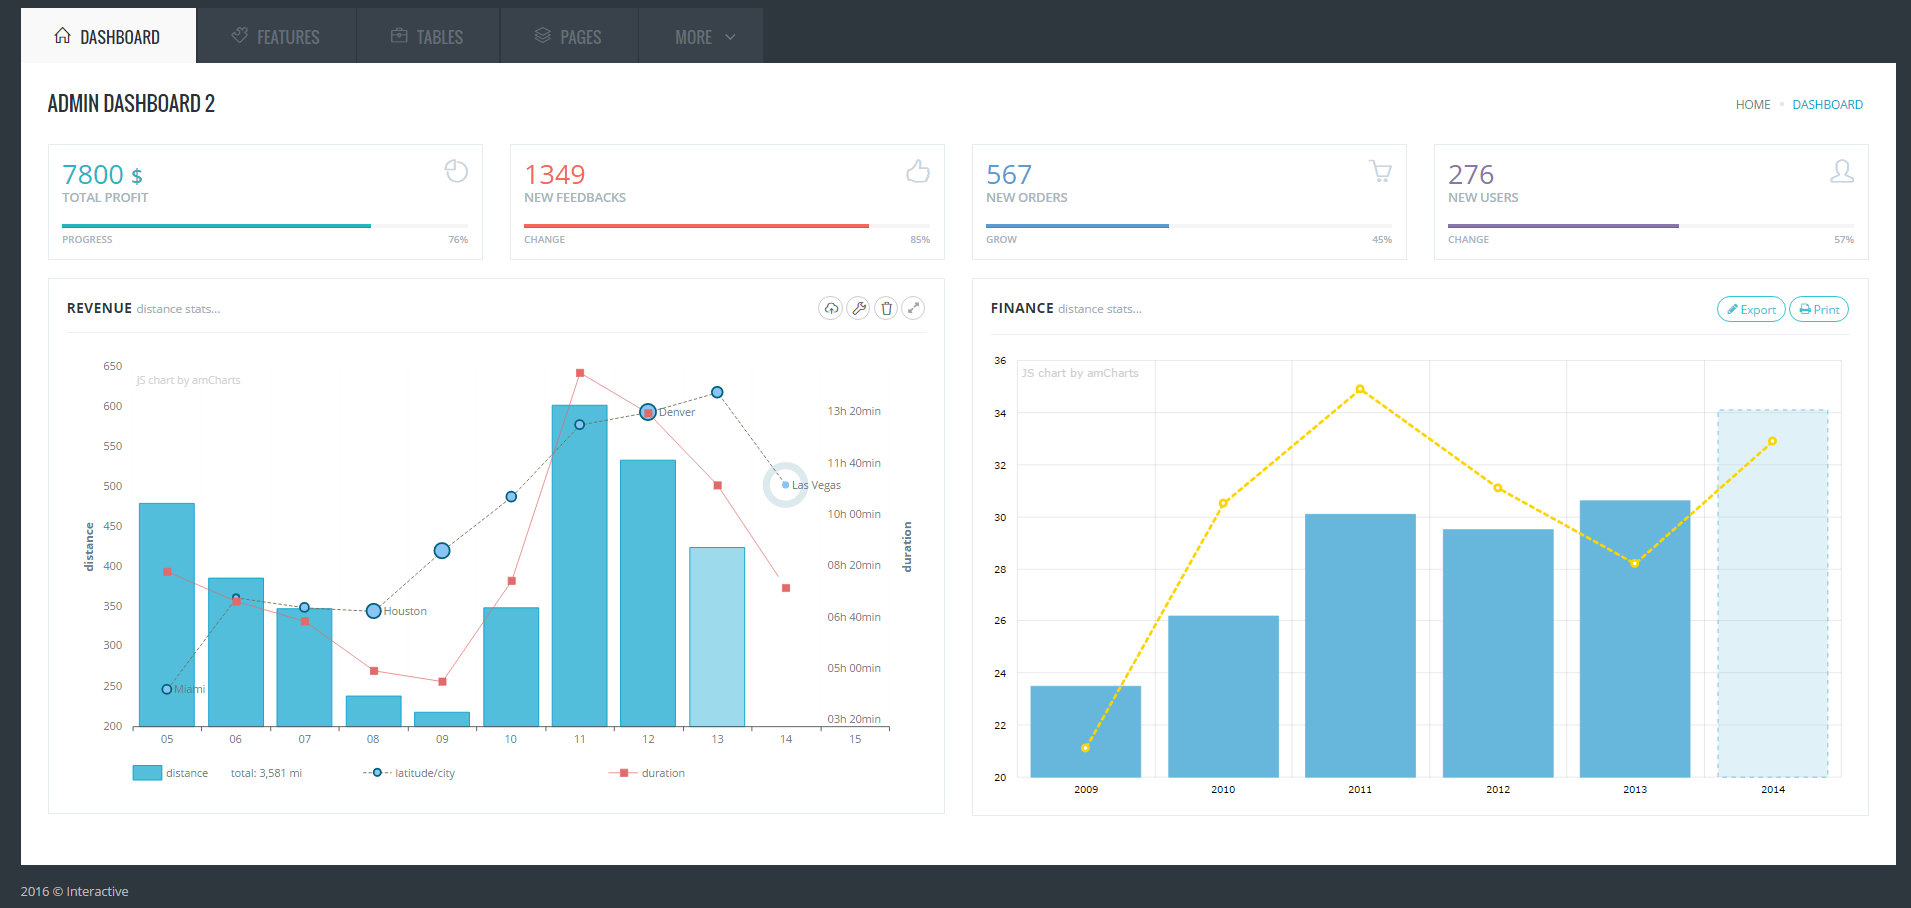 DASHBOARD
FEATURES
TABLES
PAGES
MORE
ADMIN DASHBOARD 2
HOME
DASHBOARD
7800 $
TOTAL PROFIT
PROGRESS
76%
1349
NEW FEEDBACKS
CHANGE
85%
567
NEW ORDERS
GROW
45%
276
NEW USERS
CHANGE
57%
REVENUE distance stats...
JS chart by amCharts
650
600
550
500
450
400
350
300
250
200
distance
13h 20min
11h 40min
10h 00min
08h 20min
06h 40min
05h 00min
03h 20min
duration
Miami
Houston
Denver
Las Vegas
05
06
07
08
09
10
11
12
13
14
15
distance
total: 3,581 mi
latitude/city
duration
FINANCE distance stats...
Export
Print
JS chart by amCharts
36
34
32
30
28
26
24
22
20
2009
2010
2011
2012
2013
2014
2016 © Interactive